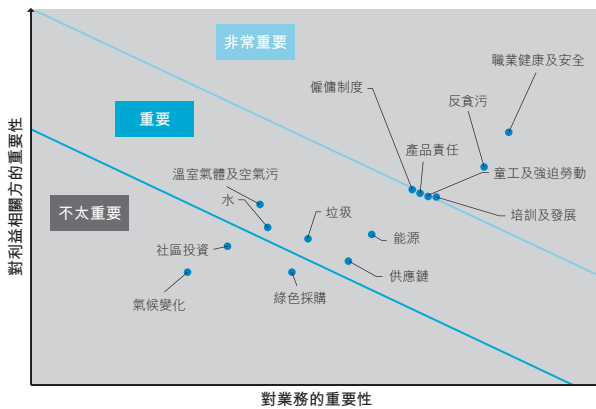 非常重要
職業健康及安全
僱傭制度
反貪污
重要
產品責任
童工及強迫勞動
溫室氣體及空氣污
不太重要
水
垃圾
培訓及發展
能源
社區投資
供應鏈
氣候變化
綠色採購
對利益相關方的重要性
對業務的重要性